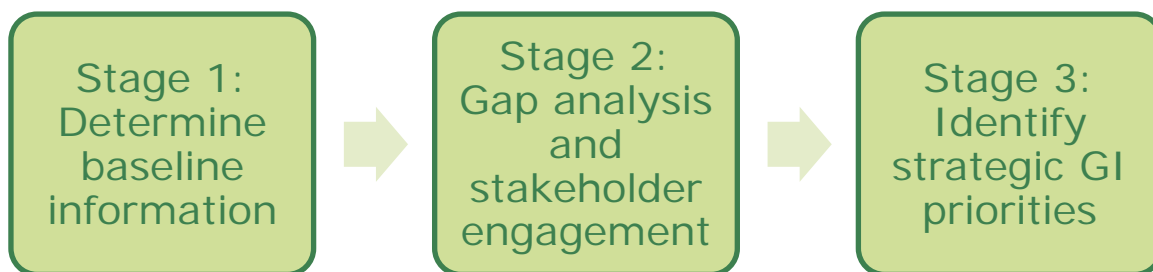 Stage 1:
Determine
baseline
information
Stage 2:
Gap analysis
and
stakeholder
engagement
Stage 3:
Identify
strategic GI
priorities